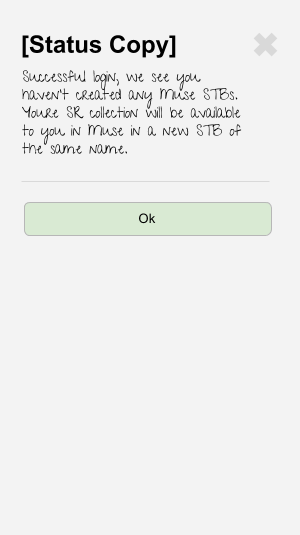 [Status Copy]
Successful login, we see you
haven't created any Muse STBs.
Youre SR collection will be available
to you in Muse in a new STB of
the same name.
Ok